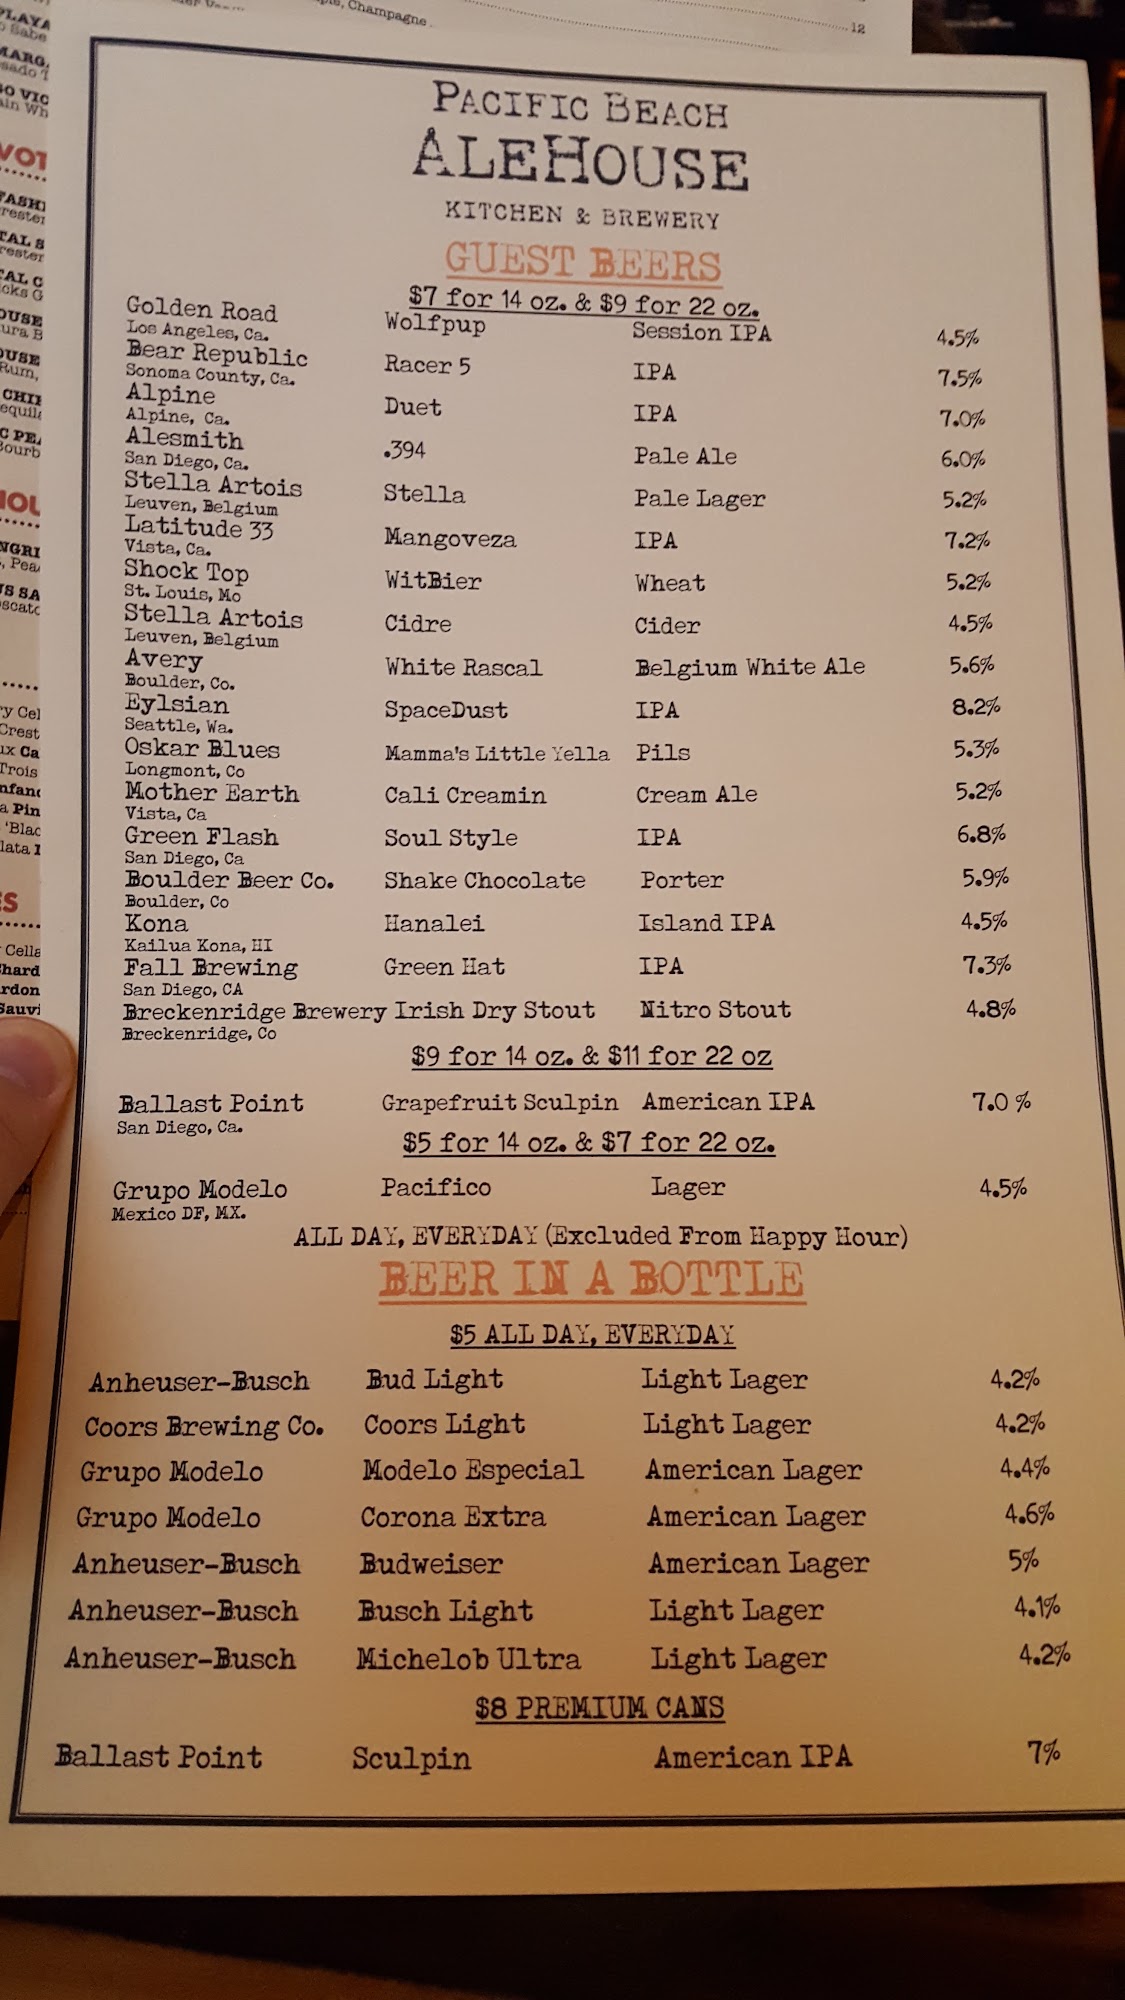 Champagne
12
PACIFIC BEACH
ALEHOUSE
KITCHEN & BREWERY
GUEST BEERS
$7 for 14 oz. & $9 for 22 oz.
Golden Road Wolfpup Session IPA 4.5%
Los Angeles, Ca.
Bear Republic Racer 5 IPA 7.5%
Sonoma County, Ca.
Alpine Duet IPA 7.0%
Alpine, Ca.
Alesmith .394 Pale Ale 6.0%
San Diego, Ca.
Stella Artois Stella Pale Lager 5.2%
Leuven, Belgium
Latitude 33 Mangoveza IPA 7.2%
Vista, Ca.
Shock Top WitBier Wheat 5.2%
St. Louis, Mo
Stella Artois Cidre Cider 4.5%
Leuven, Belgium
Avery White Rascal Belgium White Ale 5.6%
Boulder, Co.
Eylsian SpaceDust IPA 8.2%
Seattle, Wa.
Oskar Blues Mamma's Little Yella Pils 5.3%
Longmont, Co
Mother Earth Cali Creamin Cream Ale 5.2%
Vista, Ca
Green Flash Soul Style IPA 6.8%
San Diego, Ca
Boulder Beer Co. Shake Chocolate Porter 5.9%
Boulder, Co
Kona Hanalei Island IPA 4.5%
Kailua Kona, HI
Fall Brewing Green Hat IPA 7.3%
San Diego, CA
Breckenridge Brewery Irish Dry Stout Nitro Stout 4.8%
Breckenridge, Co
$9 for 14 oz. & $11 for 22 oz
Ballast Point Grapefruit Sculpin American IPA 7.0 %
San Diego, Ca.
$5 for 14 oz. & $7 for 22 oz.
Grupo Modelo Pacifico Lager 4.5%
Mexico DF, MX.
ALL DAY, EVERYDAY (Excluded From Happy Hour)
BEER IN A BOTTLE
$5 ALL DAY, EVERYDAY
Anheuser-Busch Bud Light Light Lager 4.2%
Coors Brewing Co. Coors Light Light Lager 4.2%
Grupo Modelo Modelo Especial American Lager 4.4%
Grupo Modelo Corona Extra American Lager 4.6%
Anheuser-Busch Budweiser American Lager 5%
Anheuser-Busch Busch Light Light Lager 4.1%
Anheuser-Busch Michelob Ultra Light Lager 4.2%
$8 PREMIUM CANS
Ballast Point Sculpin American IPA 7%